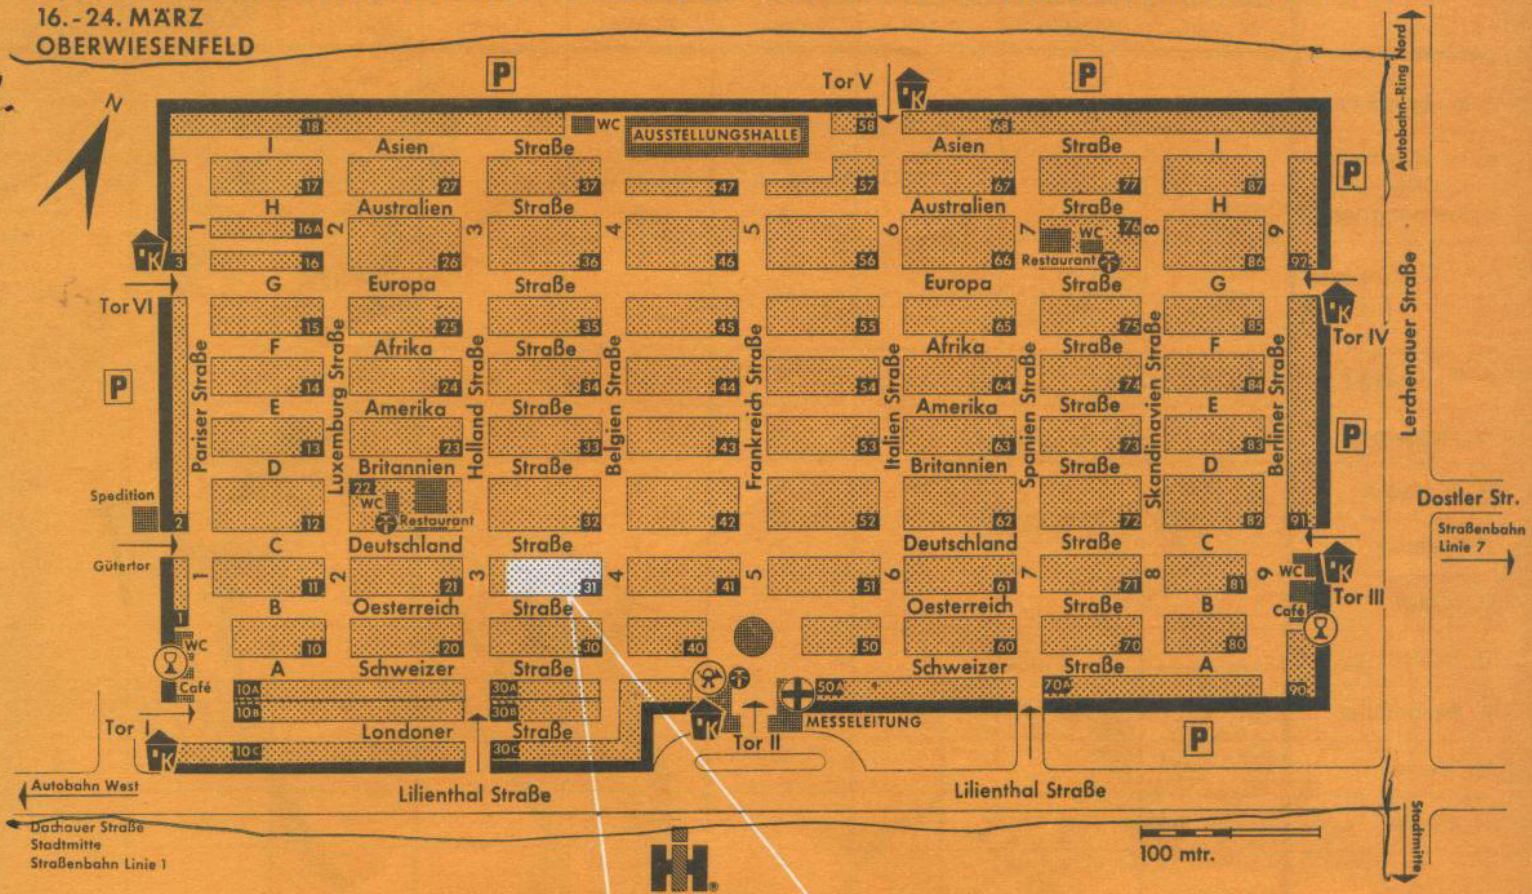 16.-24. MÄRZ
OBERWIESENFELD
N
P
Tor V
K
P
Autobahn-Ring Nord
18
WC
AUSSTELLUNGSHALLE
58
68
I
Asien
Straße
Asien
Straße
I
17
27
37
47
57
67
77
87
P
H
Australien
Straße
Australien
Straße
H
1
2
3
4
5
6
7
8
9
16A
76
WC
K
3
16
26
36
46
56
66
Restaurant
86
92
G
Europa
Straße
Europa
Straße
G
Tor VI
K
15
25
35
45
55
65
75
85
Tor IV
F
Afrika
Straße
Afrika
Straße
F
Pariser Straße
Luxemburg Straße
Holland Straße
Belgien Straße
Frankreich Straße
Italien Straße
Spanien Straße
Skandinavien Straße
Berliner Straße
Lerchenauer Straße
P
14
24
34
44
54
64
74
84
E
Amerika
Straße
Amerika
Straße
E
13
23
33
43
53
63
73
83
P
D
Britannien
Straße
Britannien
Straße
D
Spedition
22
WC
Restaurant
2
12
32
42
52
62
72
82
91
Dostler Str.
Straßenbahn
Linie 7
C
Deutschland
Straße
Deutschland
Straße
C
Gütertor
1
2
3
4
5
6
7
8
9
WC
K
11
21
31
41
51
61
71
81
Tor III
B
Oesterreich
Straße
Oesterreich
Straße
B
Café
1
WC
10
20
30
40
50
60
70
80
A
Schweizer
Straße
Schweizer
Straße
A
Café
10A
30A
50A
70A
90
10B
30B
K
MESSELEITUNG
Tor I
Londoner
Straße
Tor II
P
K
10C
30C
Autobahn West
Lilienthal Straße
Lilienthal Straße
Dachauer Straße
Stadtmitte
Straßenbahn Linie 1
Stadtmitte
IH®
100 mtr.